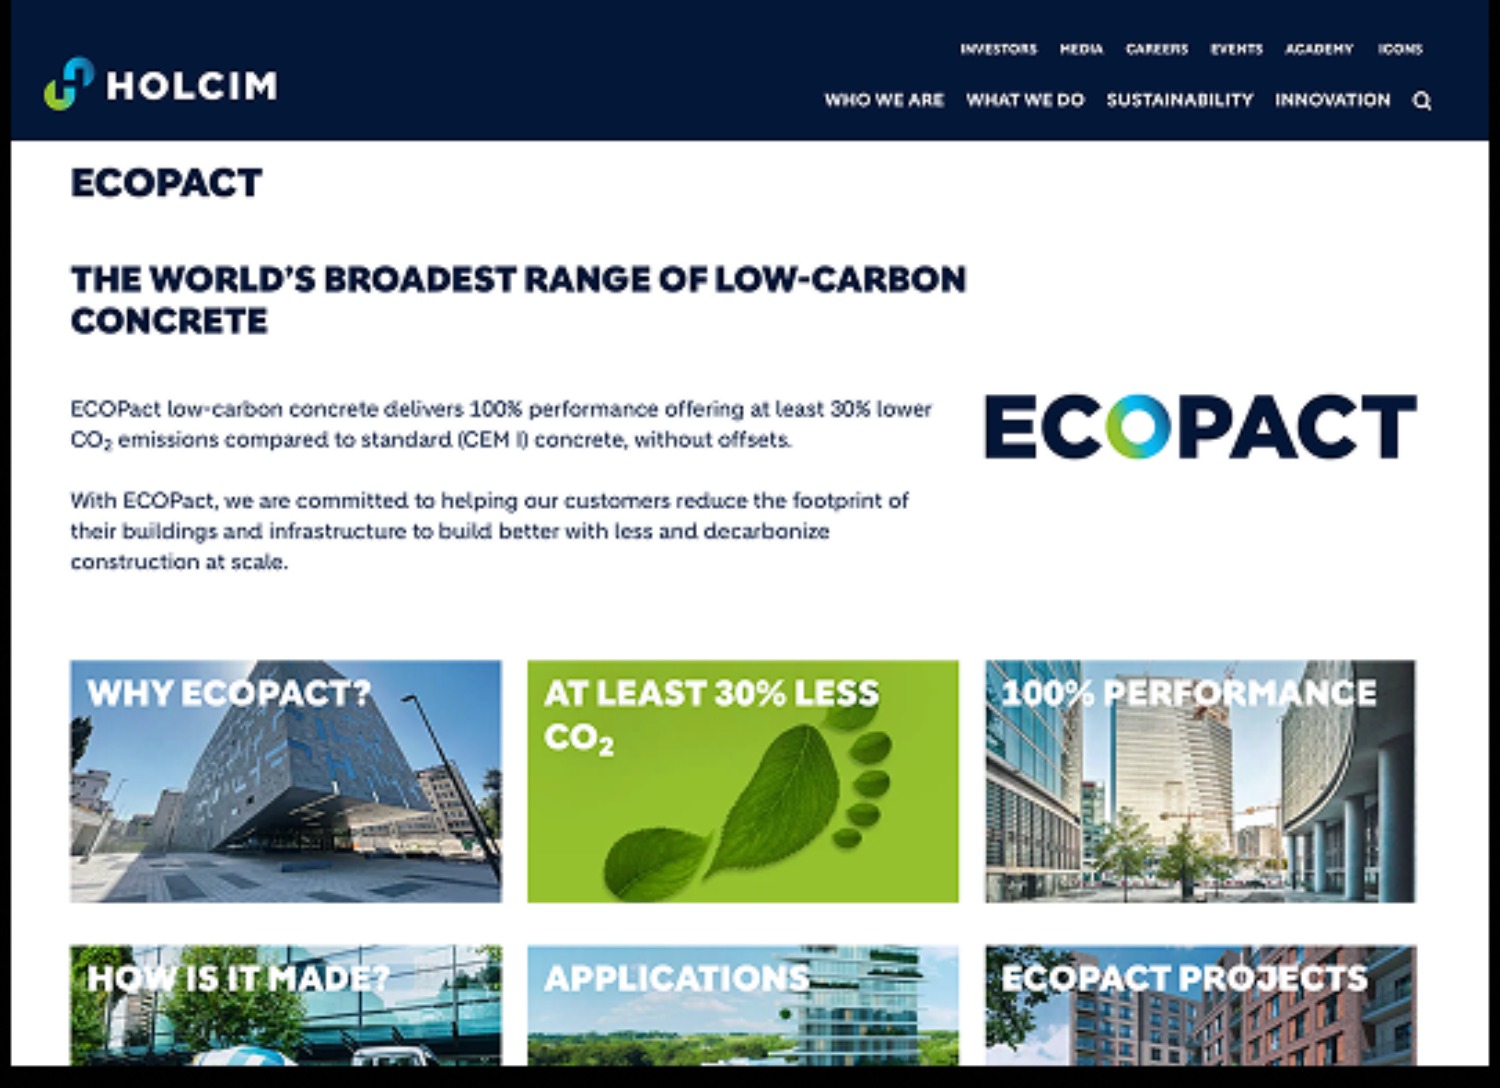 INVESTORS MEDIA CAREERS EVENTS ACADEMY ICONS
HOLCIM
WHO WE ARE WHAT WE DO SUSTAINABILITY INNOVATION
ECOPACT
THE WORLD'S BROADEST RANGE OF LOW-CARBON
CONCRETE
ECOPact low-carbon concrete delivers 100% performance offering at least 30% lower
CO₂ emissions compared to standard (CEM I) concrete, without offsets.
ECOPACT
With ECOPact, we are committed to helping our customers reduce the footprint of
their buildings and infrastructure to build better with less and decarbonize
construction at scale.
WHY ECOPACT?
AT LEAST 30% LESS
CO₂
100% PERFORMANCE
HOW IS IT MADE?
APPLICATIONS
ECOPACT PROJECTS